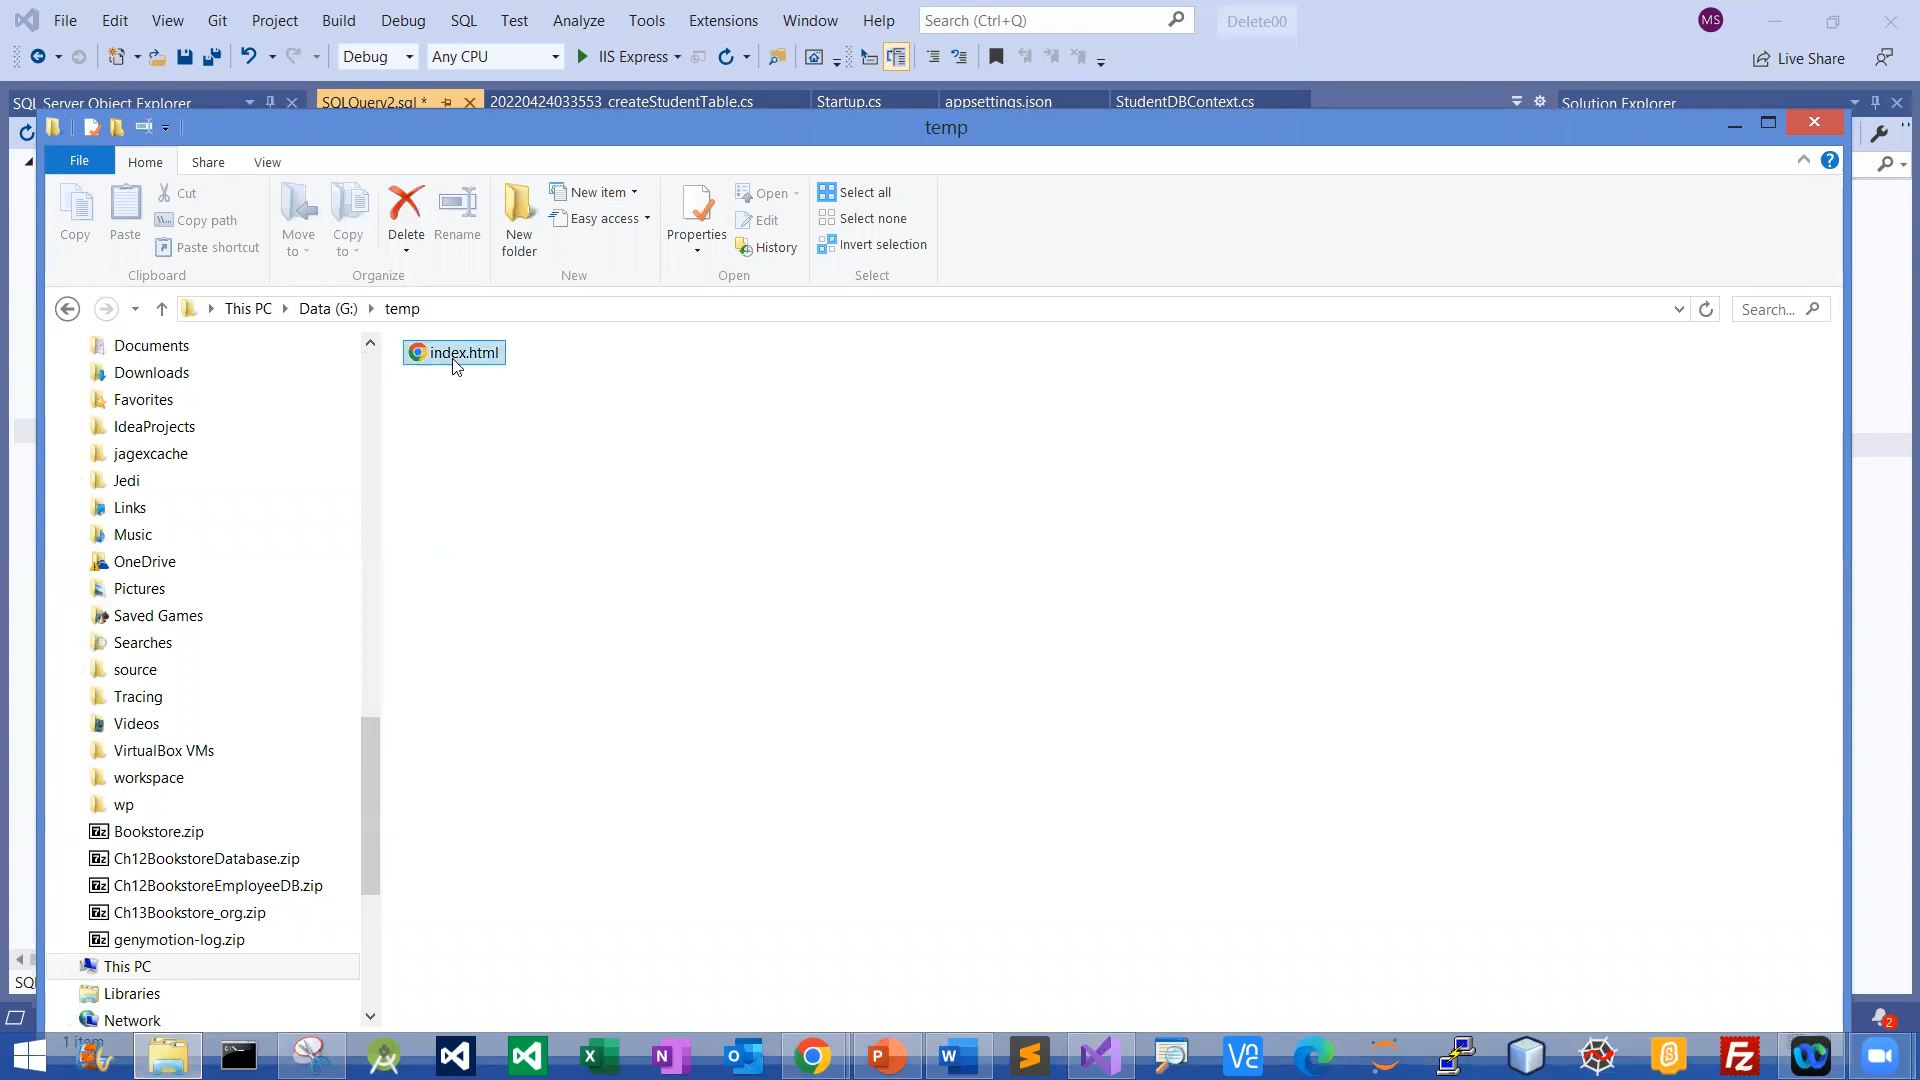 File Edit View Git Project Build Debug SQL Test Analyze Tools Extensions Window Help Search (Ctrl+Q) Delete00 MS
Debug Any CPU IIS Express Live Share
SQL Server Object Explorer SQLQuery2.sql * 20220424033553_createStudentTable.cs Startup.cs appsettings.json StudentDBContext.cs Solution Explorer
temp
File Home Share View
Copy Paste Cut Copy path Paste shortcut Clipboard
Move to Copy to Delete Rename Organize
New folder New item Easy access New
Properties Open Edit History Open
Select all Select none Invert selection Select
This PC Data (G:) temp Search...
index.html
Documents
Downloads
Favorites
IdeaProjects
jagexcache
Jedi
Links
Music
OneDrive
Pictures
Saved Games
Searches
source
Tracing
Videos
VirtualBox VMs
workspace
wp
Bookstore.zip
Ch12BookstoreDatabase.zip
Ch12BookstoreEmployeeDB.zip
Ch13Bookstore_org.zip
genymotion-log.zip
This PC
Libraries
Network
SQL
2
1 item